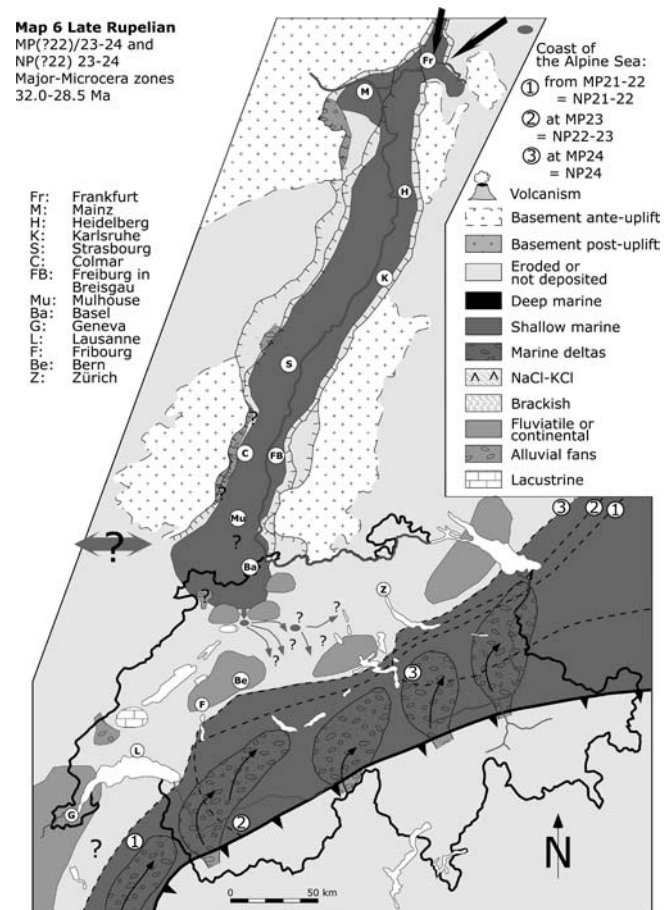 Map 6 Late Rupelian
MP(?22)/23-24 and
NP(?22) 23-24
Major-Microcera zones
32.0-28.5 Ma
Fr: Frankfurt
M: Mainz
H: Heidelberg
K: Karlsruhe
S: Strasbourg
C: Colmar
FB: Freiburg in
Breisgau
Mu: Mulhouse
Ba: Basel
G: Geneva
L: Lausanne
F: Fribourg
Be: Bern
Z: Zürich
Coast of
the Alpine Sea:
1 from MP21-22
= NP21-22
2 at MP23
= NP22-23
3 at MP24
= NP24
Volcanism
Basement ante-uplift
Basement post-uplift
Eroded or
not deposited
Deep marine
Shallow marine
Marine deltas
NaCl-KCl
Brackish
Fluviatile or
continental
Alluvial fans
Lacustrine
Fr
M
H
K
S
?
C
FB
?
Mu
?
?
Ba
3 2 1
?
?
? ? ?
?
Z
Be
3
F
L
G
2
?
1
N
0 50 km